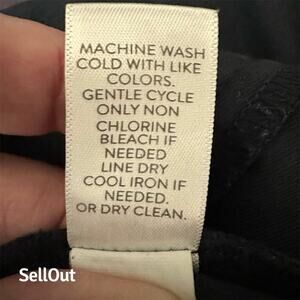 MACHINE WASH
COLD WITH LIKE
COLORS.
GENTLE CYCLE
ONLY NON
CHLORINE
BLEACH IF
NEEDED
LINE DRY
COOL IRON IF
NEEDED.
OR DRY CLEAN.
SellOut